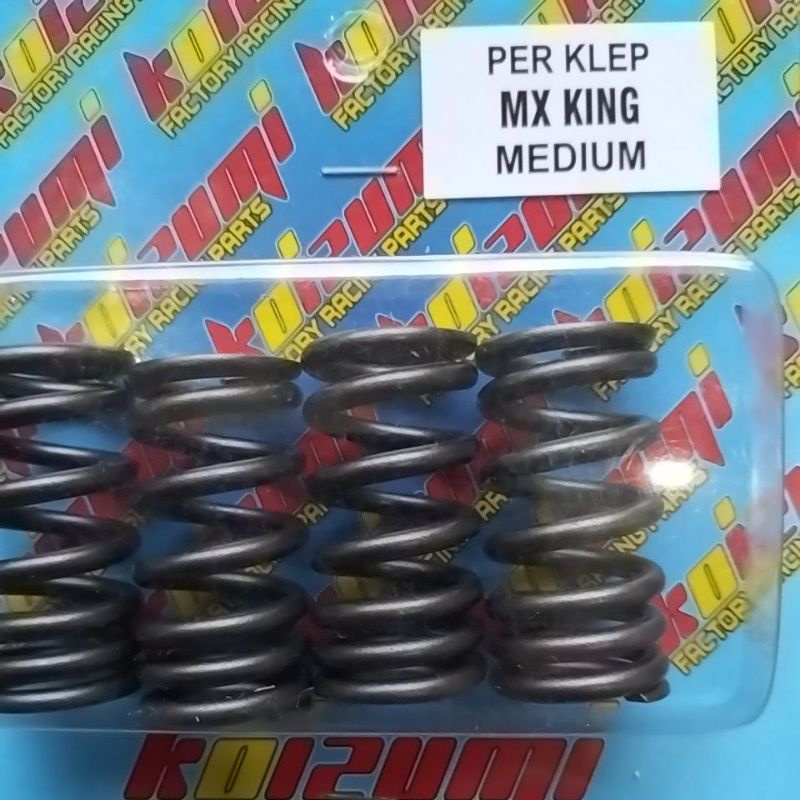 PER KLEP
MX KING
MEDIUM
KOIZUMI
FACTORY RACING PARTS
KOIZUMI